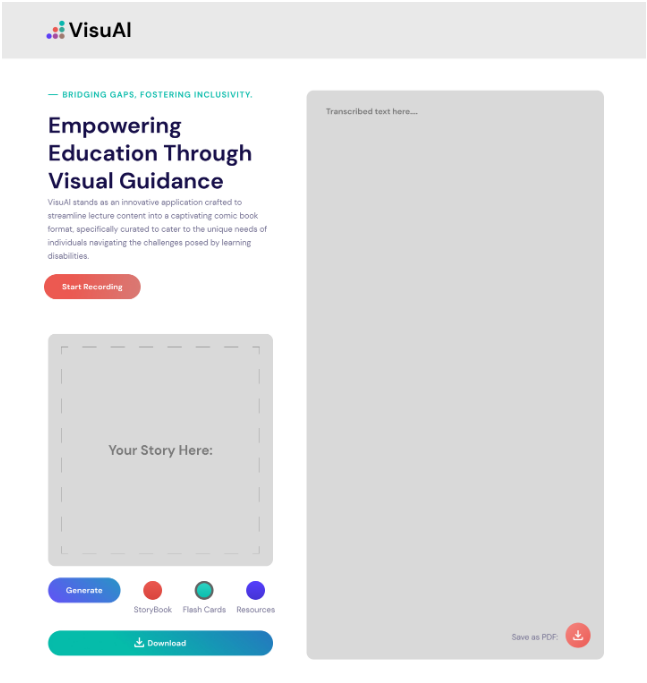 VisuAI
— BRIDGING GAPS, FOSTERING INCLUSIVITY.
Empowering
Education Through
Visual Guidance
VisuAI stands as an innovative application crafted to
streamline lecture content into a captivating comic book
format, specifically curated to cater to the unique needs of
individuals navigating the challenges posed by learning
disabilities.
Start Recording
Your Story Here:
Generate
StoryBook
Flash Cards
Resources
Download
Transcribed text here....
Save as PDF: